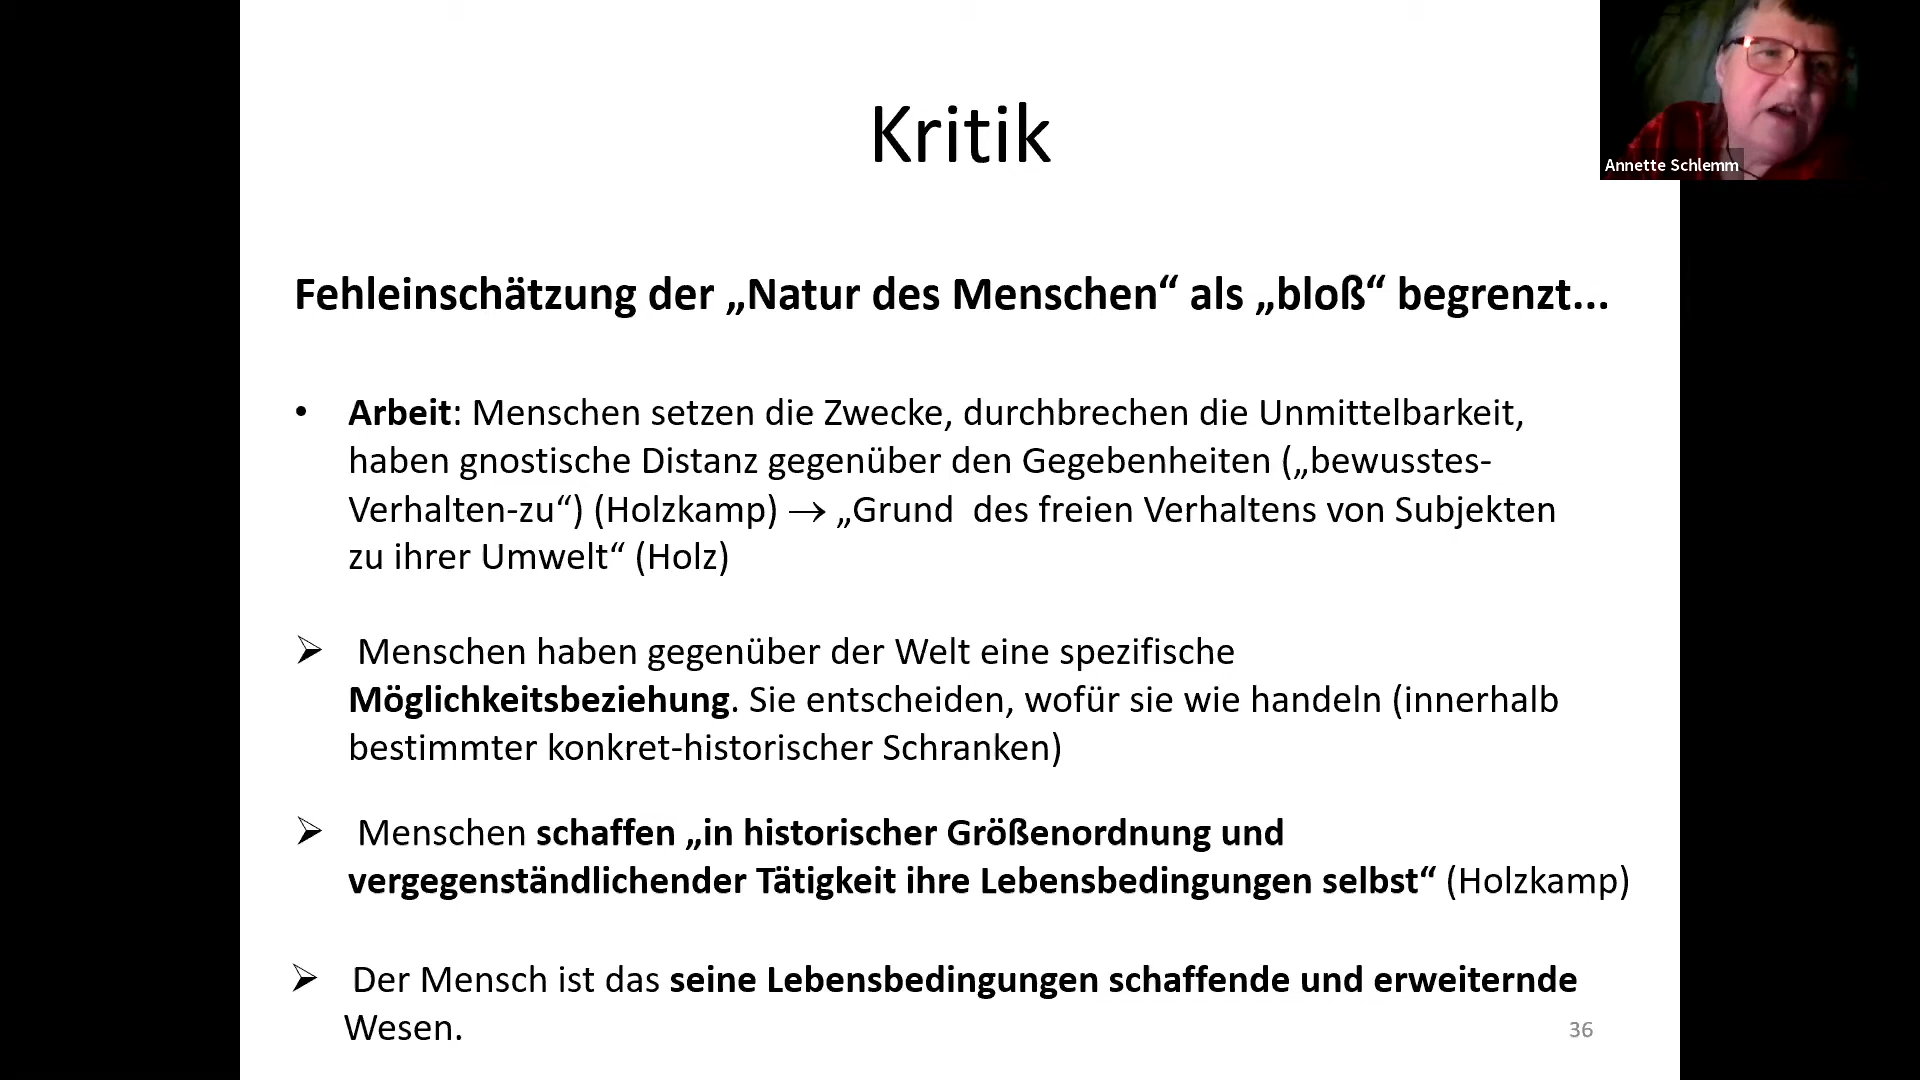 Kritik
Annette Schlemm
Fehleinschätzung der „Natur des Menschen“ als „bloß“ begrenzt...
• Arbeit: Menschen setzen die Zwecke, durchbrechen die Unmittelbarkeit,
haben gnostische Distanz gegenüber den Gegebenheiten („bewusstes-
Verhalten-zu“) (Holzkamp) → „Grund  des freien Verhaltens von Subjekten
zu ihrer Umwelt“ (Holz)
➢ Menschen haben gegenüber der Welt eine spezifische
Möglichkeitsbeziehung. Sie entscheiden, wofür sie wie handeln (innerhalb
bestimmter konkret-historischer Schranken)
➢ Menschen schaffen „in historischer Größenordnung und
vergegenständlichender Tätigkeit ihre Lebensbedingungen selbst“ (Holzkamp)
➢ Der Mensch ist das seine Lebensbedingungen schaffende und erweiternde
Wesen.
36